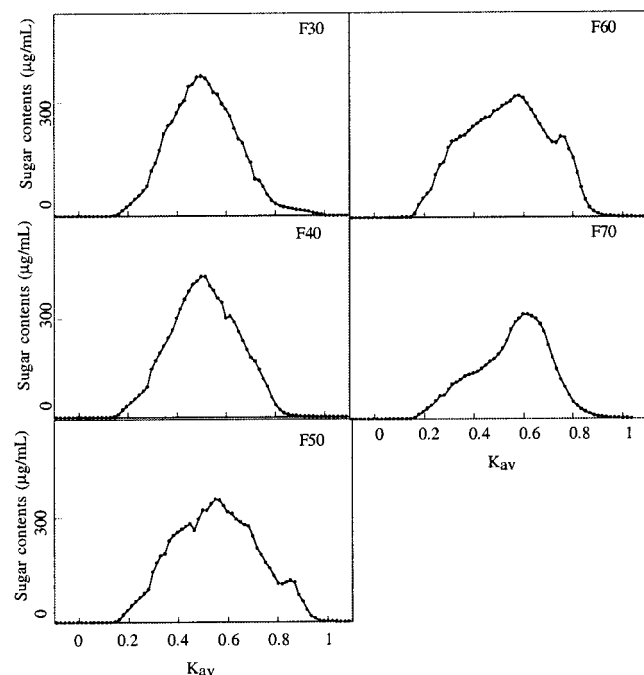 F30
F60
Sugar contents (µg/mL)
300
0
F40
F70
Sugar contents (µg/mL)
300
0
0 0.2 0.4 0.6 0.8 1
K_av
F50
Sugar contents (µg/mL)
300
0
0 0.2 0.4 0.6 0.8 1
K_av